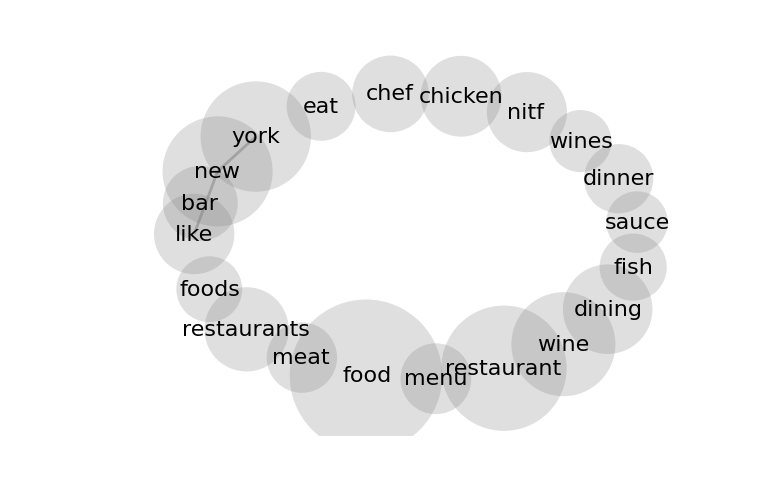 chef
chicken
eat
nitf
york
wines
new
dinner
bar
sauce
like
fish
foods
dining
restaurants
wine
meat
restaurant
food
menu